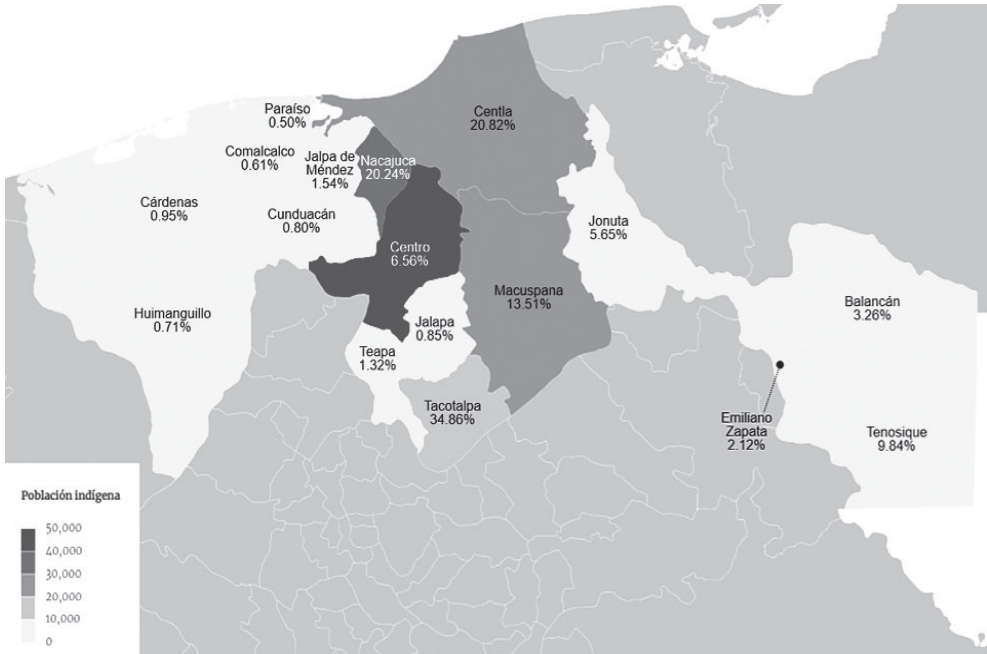 Paraíso
0.50%
Centla
20.82%
Comalcalco
0.61%
Jalpa de
Méndez
1.54%
Nacajuca
20.24%
Cárdenas
0.95%
Cunduacán
0.80%
Jonuta
5.65%
Centro
6.56%
Macuspana
13.51%
Balancán
3.26%
Huimanguillo
0.71%
Jalapa
0.85%
Teapa
1.32%
Tacotalpa
34.86%
Emiliano
Zapata
2.12%
Tenosique
9.84%
Población indígena
50,000
40,000
30,000
20,000
10,000
0